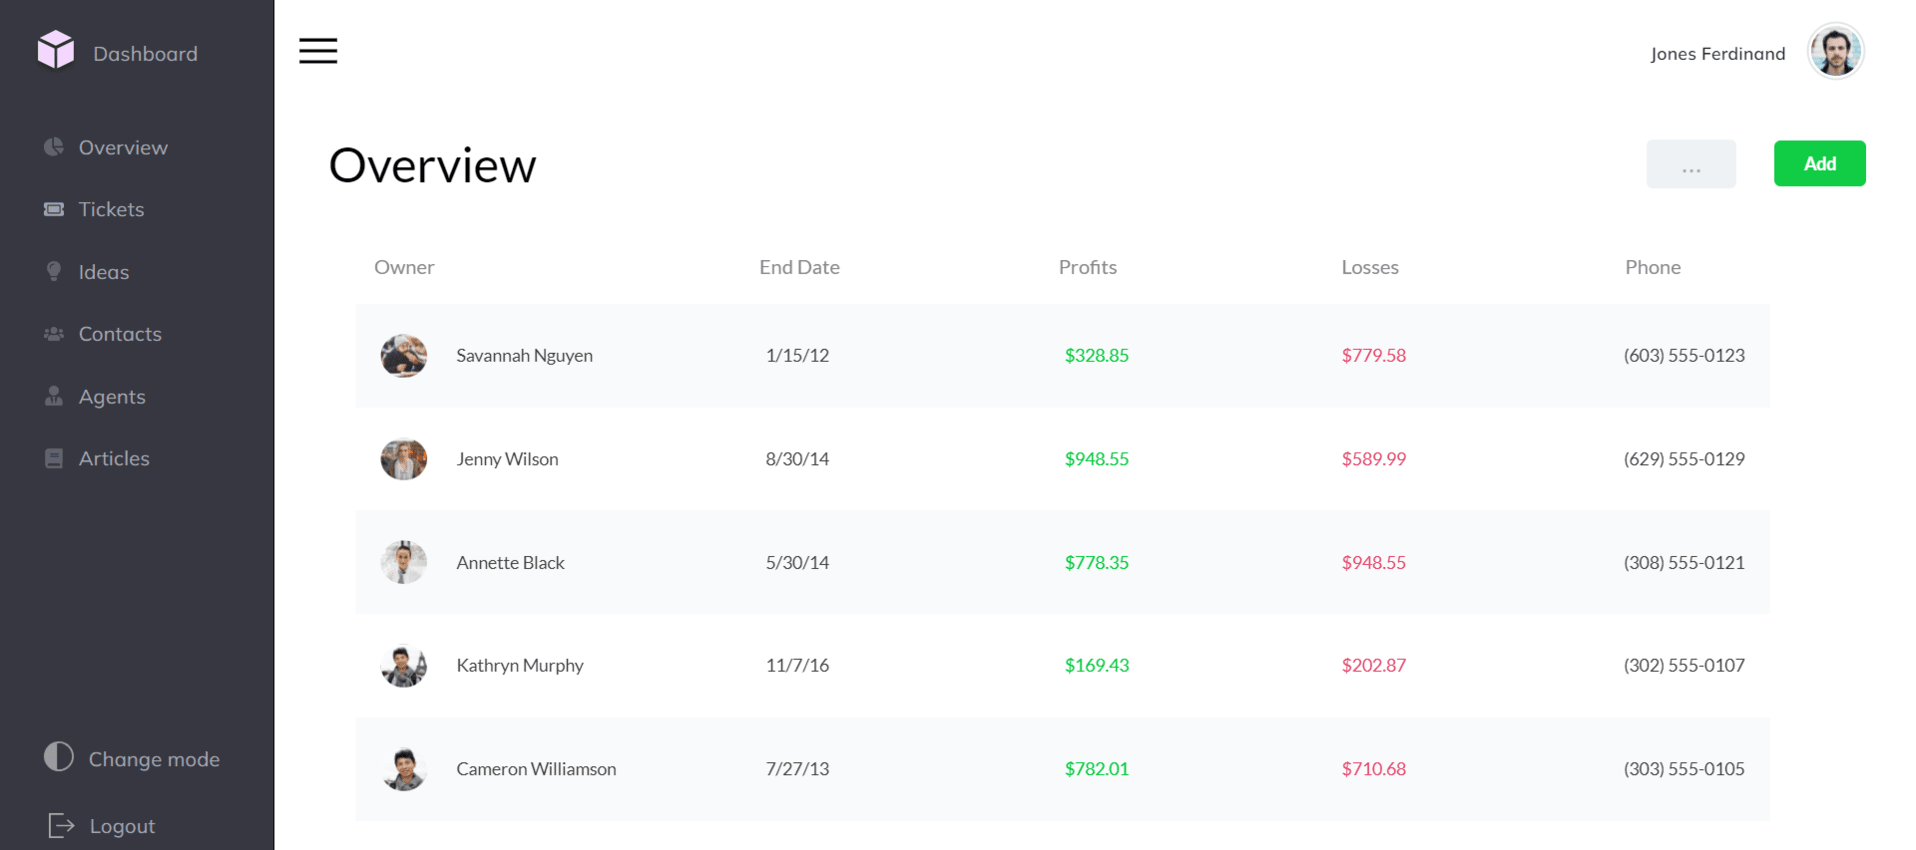 Dashboard
Jones Ferdinand
Overview
Tickets
Ideas
Contacts
Agents
Articles
Change mode
Logout
Overview
...
Add
Owner End Date Profits Losses Phone
Savannah Nguyen 1/15/12 $328.85 $779.58 (603) 555-0123
Jenny Wilson 8/30/14 $948.55 $589.99 (629) 555-0129
Annette Black 5/30/14 $778.35 $948.55 (308) 555-0121
Kathryn Murphy 11/7/16 $169.43 $202.87 (302) 555-0107
Cameron Williamson 7/27/13 $782.01 $710.68 (303) 555-0105